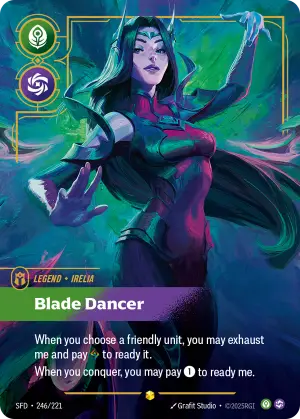 LEGEND • IRELIA
Blade Dancer
When you choose a friendly unit, you may exhaust
me and pay to ready it.
When you conquer, you may pay 1 to ready me.
SFD • 246/221
Grafit Studio • ©2025RGI